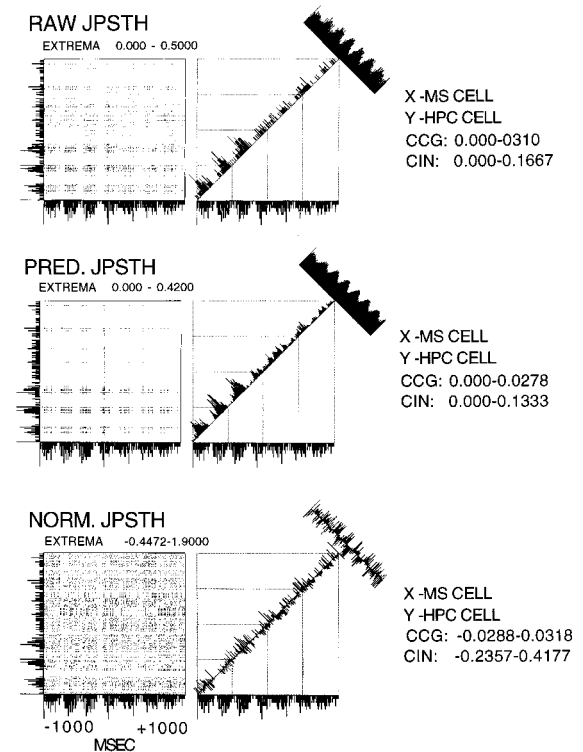 RAW JPSTH
EXTREMA 0.000 - 0.5000
X -MS CELL
Y -HPC CELL
CCG: 0.000-0310
CIN: 0.000-0.1667
PRED. JPSTH
EXTREMA 0.000 - 0.4200
X -MS CELL
Y -HPC CELL
CCG: 0.000-0.0278
CIN: 0.000-0.1333
NORM. JPSTH
EXTREMA -0.4472-1.9000
X -MS CELL
Y -HPC CELL
CCG: -0.0288-0.0318
CIN: -0.2357-0.4177
-1000 +1000
MSEC